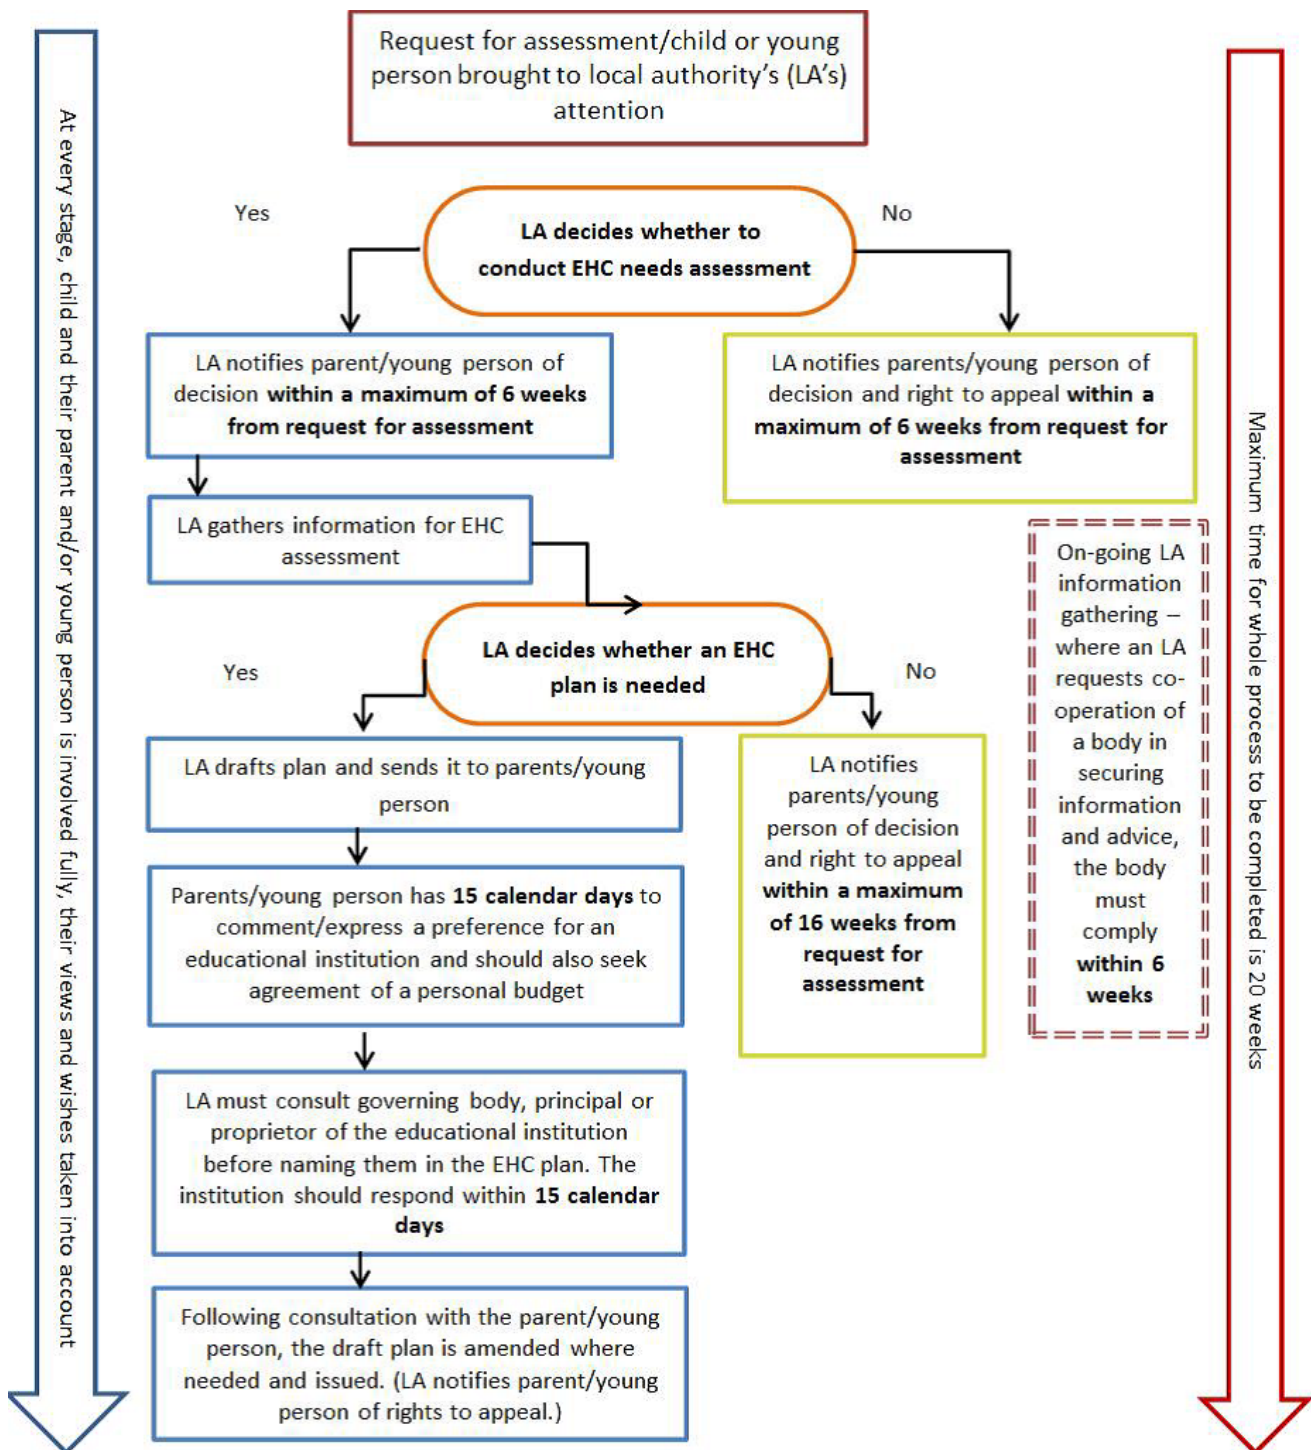 Request for assessment/child or young
person brought to local authority's (LA's)
attention
At every stage, child and their parent and/or young person is involved fully, their views and wishes taken into account
Maximum time for whole process to be completed is 20 weeks
Yes
LA decides whether to
conduct EHC needs assessment
No
LA notifies parent/young person of
decision within a maximum of 6 weeks
from request for assessment
LA notifies parents/young person of
decision and right to appeal within a
maximum of 6 weeks from request for
assessment
LA gathers information for EHC
assessment
On-going LA
information
gathering –
where an LA
requests co-
operation of
a body in
securing
information
and advice,
the body
must
comply
within 6
weeks
Yes
LA decides whether an EHC
plan is needed
No
LA drafts plan and sends it to parents/young
person
LA notifies
parents/young
person of decision
and right to appeal
within a maximum
of 16 weeks from
request for
assessment
Parents/young person has 15 calendar days to
comment/express a preference for an
educational institution and should also seek
agreement of a personal budget
LA must consult governing body, principal or
proprietor of the educational institution
before naming them in the EHC plan. The
institution should respond within 15 calendar
days
Following consultation with the parent/young
person, the draft plan is amended where
needed and issued. (LA notifies parent/young
person of rights to appeal.)